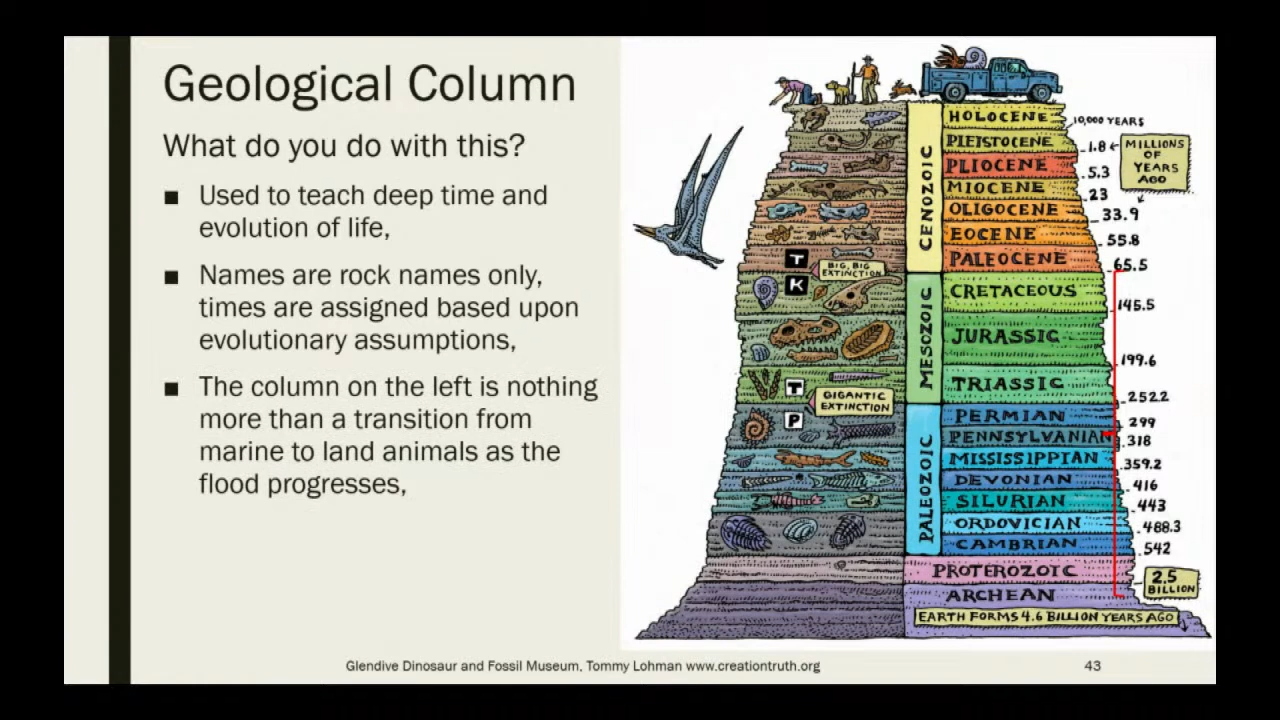 Geological Column
What do you do with this?
■ Used to teach deep time and
evolution of life,
■ Names are rock names only,
times are assigned based upon
evolutionary assumptions,
■ The column on the left is nothing
more than a transition from
marine to land animals as the
flood progresses,
CENOZOIC
HOLOCENE
10,000 YEARS
PLEISTOCENE
1.8
MILLIONS
OF
YEARS
AGO
PLIOCENE
5.3
MIOCENE
23
OLIGOCENE
33.9
EOCENE
55.8
PALEOCENE
65.5
T
K
BIG, BIG
EXTINCTION
MESOZOIC
CRETACEOUS
145.5
JURASSIC
199.6
TRIASSIC
252.2
T
P
GIGANTIC
EXTINCTION
PALEOZOIC
PERMIAN
299
PENNSYLVANIAN
318
MISSISSIPPIAN
359.2
DEVONIAN
416
SILURIAN
443
ORDOVICIAN
488.3
CAMBRIAN
542
PROTEROZOIC
2.5
BILLION
ARCHEAN
EARTH FORMS 4.6 BILLION YEARS AGO
Glendive Dinosaur and Fossil Museum, Tommy Lohman www.creationtruth.org
43